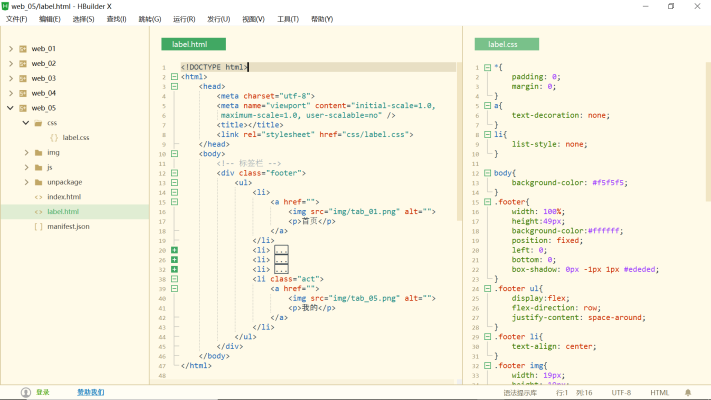 web_05/label.html - HBuilder X
文件(F) 编辑(E) 选择(S) 查找(I) 跳转(G) 运行(R) 发行(U) 视图(V) 工具(T) 帮助(Y)
web_01
web_02
web_03
web_04
web_05
css
label.css
img
js
unpackage
index.html
label.html
manifest.json
label.html
1 <!DOCTYPE html>
2 <html>
3 <head>
4 <meta charset="utf-8">
5 <meta name="viewport" content="initial-scale=1.0,
6 maximum-scale=1.0, user-scalable=no" />
7 <title></title>
8 <link rel="stylesheet" href="css/label.css">
9 </head>
10 <body>
11 <!-- 标签栏 -->
12 <div class="footer">
13 <ul>
14 <li>
15 <a href="">
16 <img src="img/tab_01.png" alt="">
17 <p>首页</p>
18 </a>
19 </li>
20 <li> ...
26 <li> ...
32 <li> ...
38 <li class="act">
39 <a href="">
40 <img src="img/tab_05.png" alt="">
41 <p>我的</p>
42 </a>
43 </li>
44 </ul>
45 </div>
46 </body>
47 </html>
48
label.css
1 *{
2 padding: 0;
3 margin: 0;
4 }
5 a{
6 text-decoration: none;
7 }
8 li{
9 list-style: none;
10 }
11
12 body{
13 background-color: #f5f5f5;
14 }
15 .footer{
16 width: 100%;
17 height:49px;
18 background-color:#ffffff;
19 position: fixed;
20 left: 0;
21 bottom: 0;
22 box-shadow: 0px -1px 1px #ededed;
23 }
24 .footer ul{
25 display:flex;
26 flex-direction: row;
27 justify-content: space-around;
28 }
29 .footer li{
30 text-align: center;
31 }
32 .footer img{
33 width: 19px;
登录 赞助我们 语法提示库 行:1 列:16 UTF-8 HTML